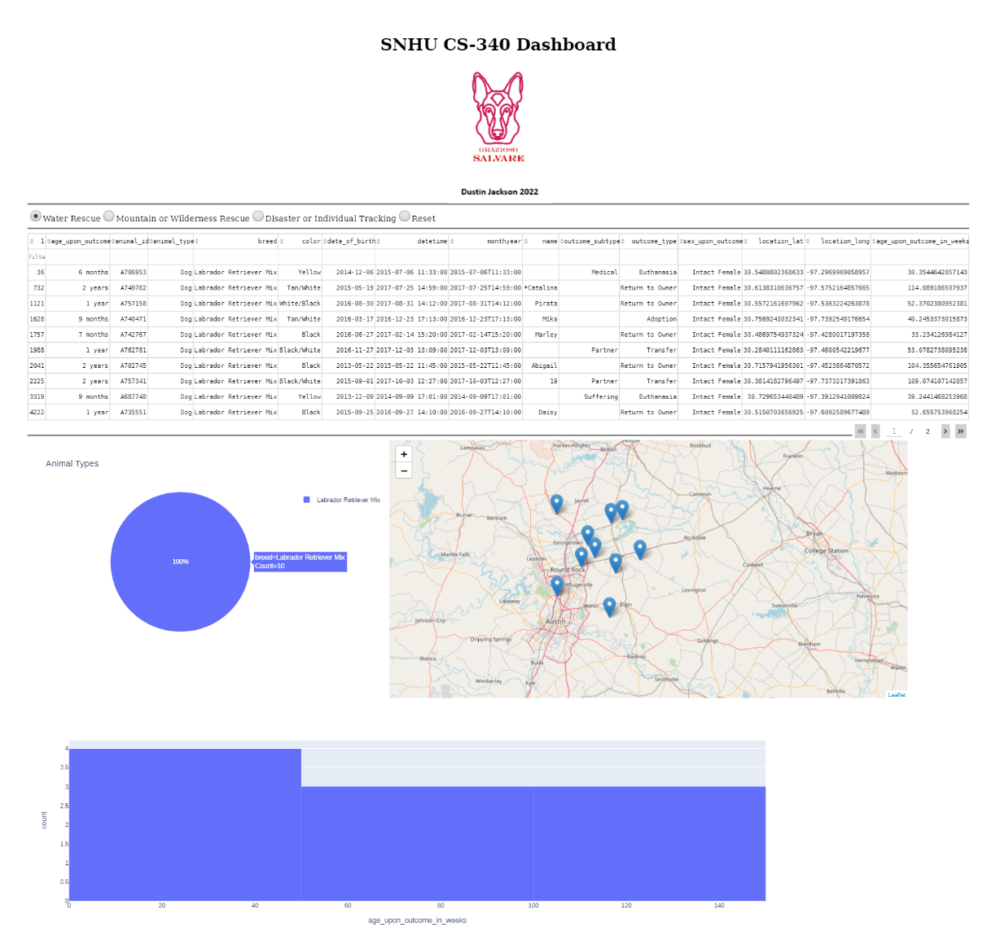 SNHU CS-340 Dashboard
GRAZIOSO
SALVARE
Dustin Jackson 2022
Water Rescue Mountain or Wilderness Rescue Disaster or Individual Tracking Reset
1 age_upon_outcome animal_id animal_type breed color date_of_birth datetime monthyear name outcome_subtype outcome_type sex_upon_outcome location_lat location_long age_upon_outcome_in_weeks
filte
36 6 months A706953 Dog Labrador Retriever Mix Yellow 2014-12-06 2015-07-06 11:33:00 2015-07-06T11:33:00 Medical Euthanasia Intact Female 30.5480802368633 -97.2969969058957 30.3544642857143
732 2 years A749782 Dog Labrador Retriever Mix Tan/White 2015-05-19 2017-07-25 14:59:00 2017-07-25T14:59:00 *Catalina Return to Owner Intact Female 30.6138310636757 -97.5752164857665 114.089186507937
1121 1 year A757158 Dog Labrador Retriever Mix White/Black 2016-08-30 2017-08-31 14:12:00 2017-08-31T14:12:00 Pirata Return to Owner Intact Female 30.5572161697962 -97.5363224263878 52.3702380952381
1628 9 months A740471 Dog Labrador Retriever Mix Tan/White 2016-03-17 2016-12-23 17:13:00 2016-12-23T17:13:00 Mika Adoption Intact Female 30.7569243032341 -97.7392549176654 40.2453373015873
1757 7 months A742767 Dog Labrador Retriever Mix Black 2016-06-27 2017-02-14 15:20:00 2017-02-14T15:20:00 Marley Return to Owner Intact Female 30.4869754937324 -97.4280017197358 33.234126984127
1988 1 year A762781 Dog Labrador Retriever Mix Black/White 2016-11-27 2017-12-03 13:09:00 2017-12-03T13:09:00 Partner Transfer Intact Female 30.2840111162863 -97.4600542219677 53.0782738095238
2041 2 years A702745 Dog Labrador Retriever Mix Black 2013-05-22 2015-05-22 11:45:00 2015-05-22T11:45:00 Abigail Return to Owner Intact Female 30.7157941956301 -97.4523664870572 104.355654761905
2225 2 years A757341 Dog Labrador Retriever Mix Black/White 2015-09-01 2017-10-03 12:27:00 2017-10-03T12:27:00 19 Partner Transfer Intact Female 30.3814182796497 -97.7373217391863 109.074107142857
3319 9 months A687748 Dog Labrador Retriever Mix Yellow 2013-12-09 2014-09-09 17:01:00 2014-09-09T17:01:00 Suffering Euthanasia Intact Female 30.729653440489 -97.3912941009824 39.2441468253968
4222 1 year A735551 Dog Labrador Retriever Mix Black 2015-09-25 2016-09-27 14:10:00 2016-09-27T14:10:00 Daisy Return to Owner Intact Female 30.5150703656925 -97.6092589677489 52.655753968254
« ‹ 1 / 2 › »
Animal Types
Labrador Retriever Mix
100%
breed=Labrador Retriever Mix
Count=10
+
−
Lampasas
Harker Heights
Belton
Rosebud
Franklin
Madison
Hearne
Cameron
Jarrell
Burnet
Bertram
Georgetown
Rockdale
Bryan
College Station
Marble Falls
Leander
Round Rock
Caldwell
Pflugerville
Lexington
Navasota
Lakeway
Manor
Elgin
Somerville
Johnson City
Austin
Dripping Springs
Giddings
Brenham
Blanco
Bastrop
Hempstead
Buda
Waller
Wimberley
Kyle
Smithville
Bellville
Leaflet
4
3.5
3
2.5
2
1.5
1
0.5
0
count
0 20 40 60 80 100 120 140
age_upon_outcome_in_weeks